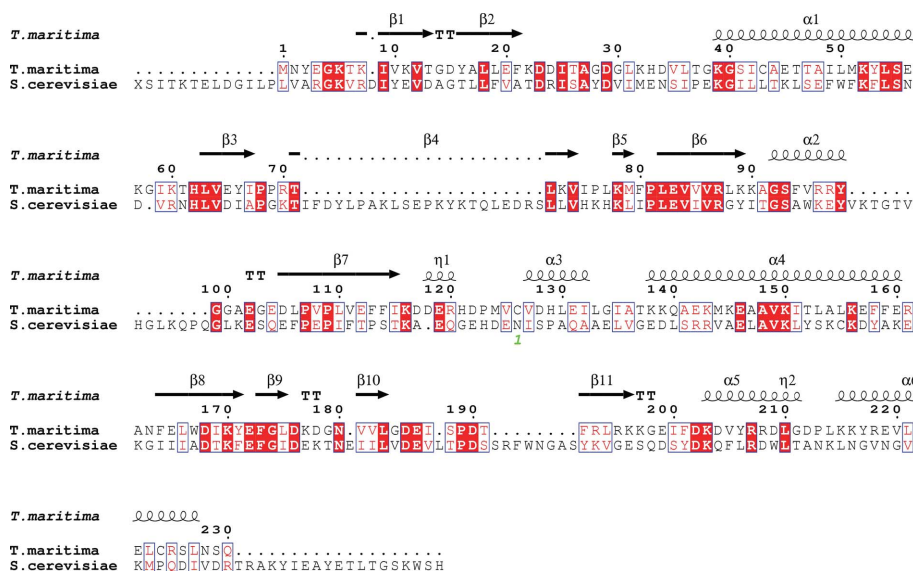 β1 TT β2 α1
T.maritima
1 10 20 30 40 50
T.maritima ................MNYEGKTK.IVKVTGDYALLEFKDDITAGDGLKHDVLTGKGSICAETTAILMKYLSE
S.cerevisiae XSITKTELDGILPLVARGKVRDIYEVDAGTLLFVATDRISAYDVIMENSIPEKGILLTKLSEFWFKFLSN
β3 β4 β5 β6 α2
T.maritima
60 70 80 90
T.maritima KGIKTHLVEYIPPRT......................LKVIPLKMFPLEVVVRLKKAGSFVRRY......
S.cerevisiae D.VRNHLVDIAPGKTIFDYLPAKLSEPKYKTQLEDRSLLVHKHKLIPLEVIVRGYITGSAWKEYVKTGTV
TT β7 η1 α3 α4
T.maritima
100 110 120 130 140 150 160
T.maritima .......GGAEGEDLPVPLVEFFIKDDERHDPMVCVDHLEILGIATKKQAEKMKEAAVKITLALKEFFER
S.cerevisiae HGLKQPQGLKESQEFPEPIFTPSTKA.EQGEHDENISPAQAAELVGEDLSRRVAELAVKLYSKCKDYAKE
1
β8 β9 TT β10 β11 TT α5 η2 α6
T.maritima
170 180 190 200 210 220
T.maritima ANFELWDIKYEFGLDKDGN.VVLGDEI.SPDTS........FRLRKKGEIFDKDVYRRDLGDPLKKYREVL
S.cerevisiae KGIIIADTKFEFGIDEKTNEIILVDEVLTPDSSRFWNGASYKVGESQDSYDKQFLRDWLTANKLNGVNGV
T.maritima
230
T.maritima ELCRSLNSQ...................
S.cerevisiae KMPQDIVDRTRAKYIEAYETLTGSKWSH